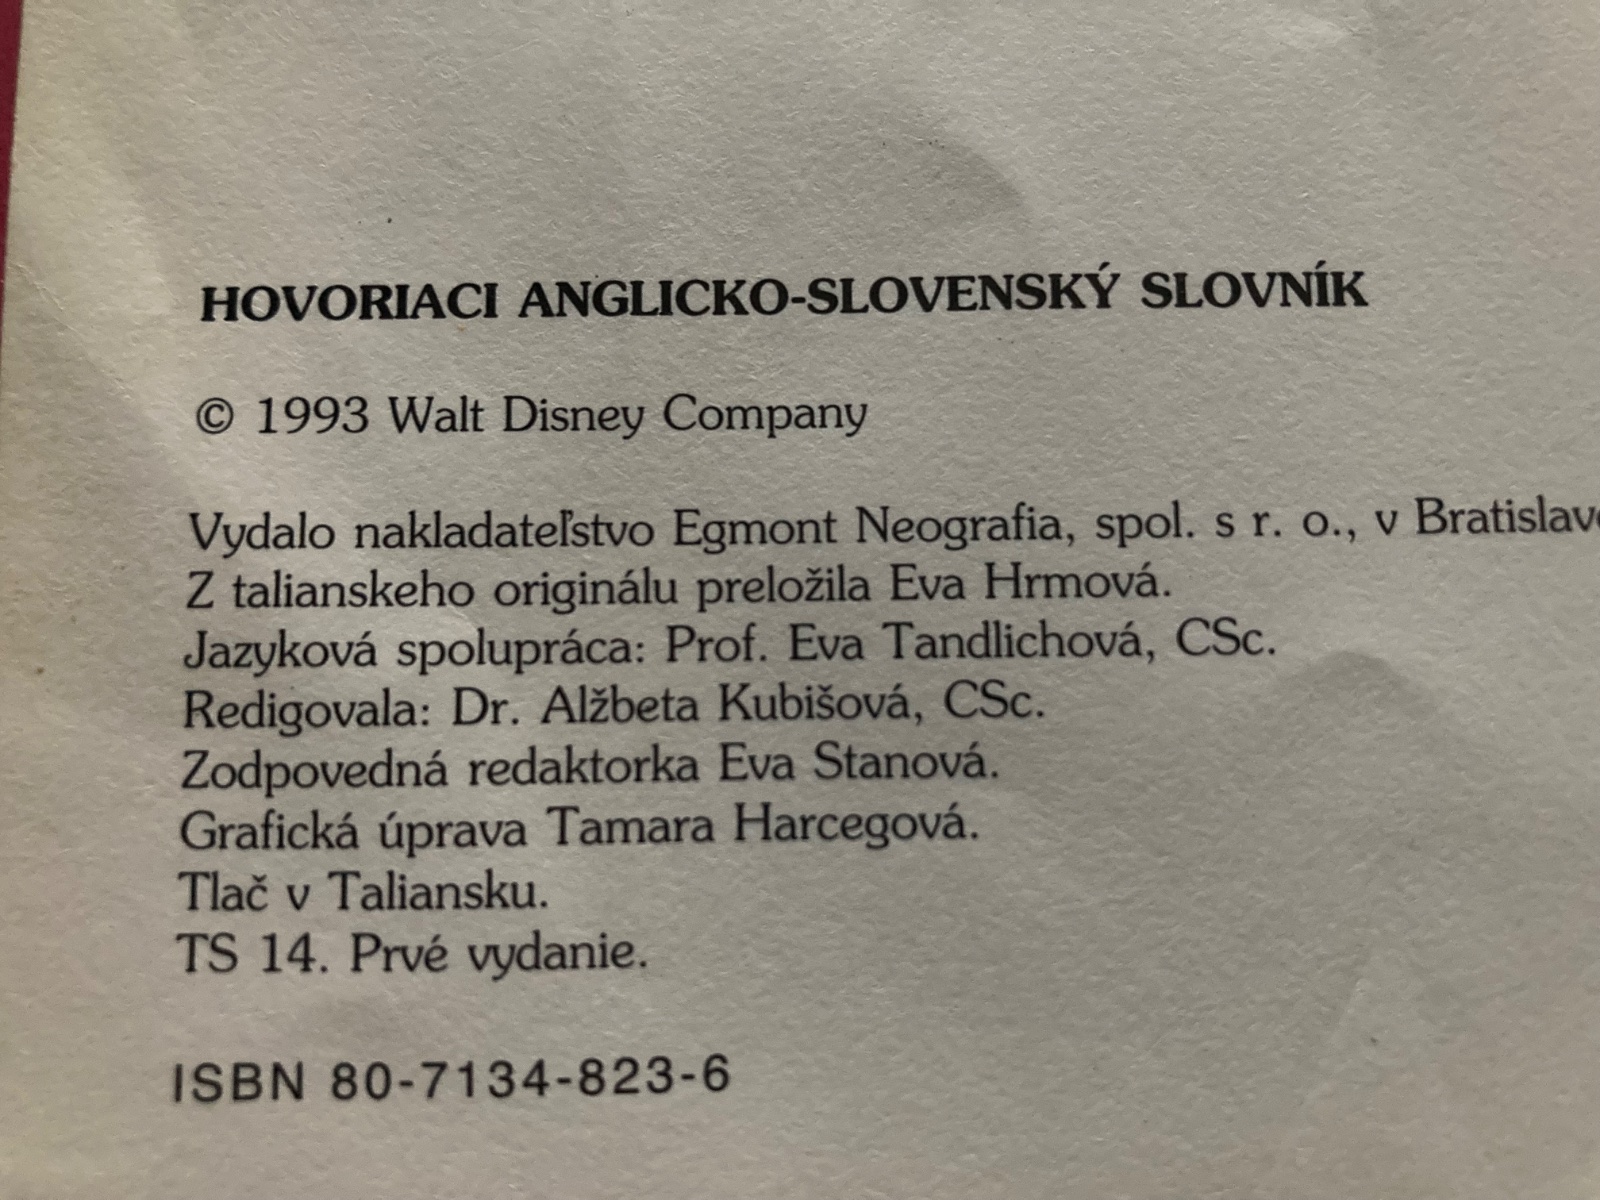 HOVORIACI ANGLICKO-SLOVENSKÝ SLOVNÍK
© 1993 Walt Disney Company
Vydalo nakladateľstvo Egmont Neografia, spol. s r. o., v Bratislave
Z talianskeho originálu preložila Eva Hrmová.
Jazyková spolupráca: Prof. Eva Tandlichová, CSc.
Redigovala: Dr. Alžbeta Kubišová, CSc.
Zodpovedná redaktorka Eva Stanová.
Grafická úprava Tamara Harcegová.
Tlač v Taliansku.
TS 14. Prvé vydanie.
ISBN 80-7134-823-6